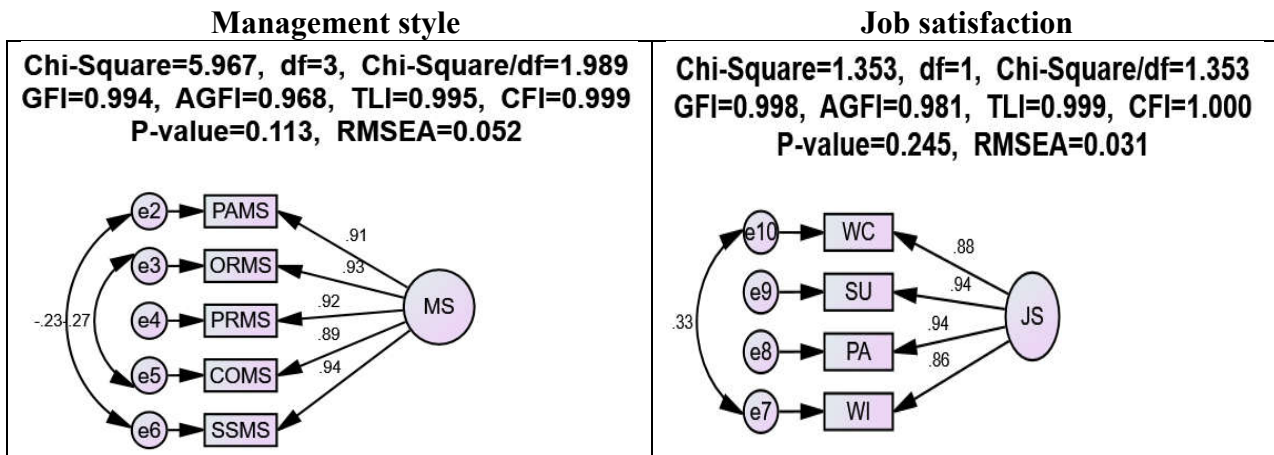 Management style
Chi-Square=5.967, df=3, Chi-Square/df=1.989
GFI=0.994, AGFI=0.968, TLI=0.995, CFI=0.999
P-value=0.113, RMSEA=0.052
e2 PAMS
.91
e3 ORMS
.93
-.23 -.27 e4 PRMS
.92
MS
.89
e5 COMS
.94
e6 SSMS
Job satisfaction
Chi-Square=1.353, df=1, Chi-Square/df=1.353
GFI=0.998, AGFI=0.981, TLI=0.999, CFI=1.000
P-value=0.245, RMSEA=0.031
e10 WC
.88
e9 SU
.94
.33
JS
.94
e8 PA
.86
e7 WI